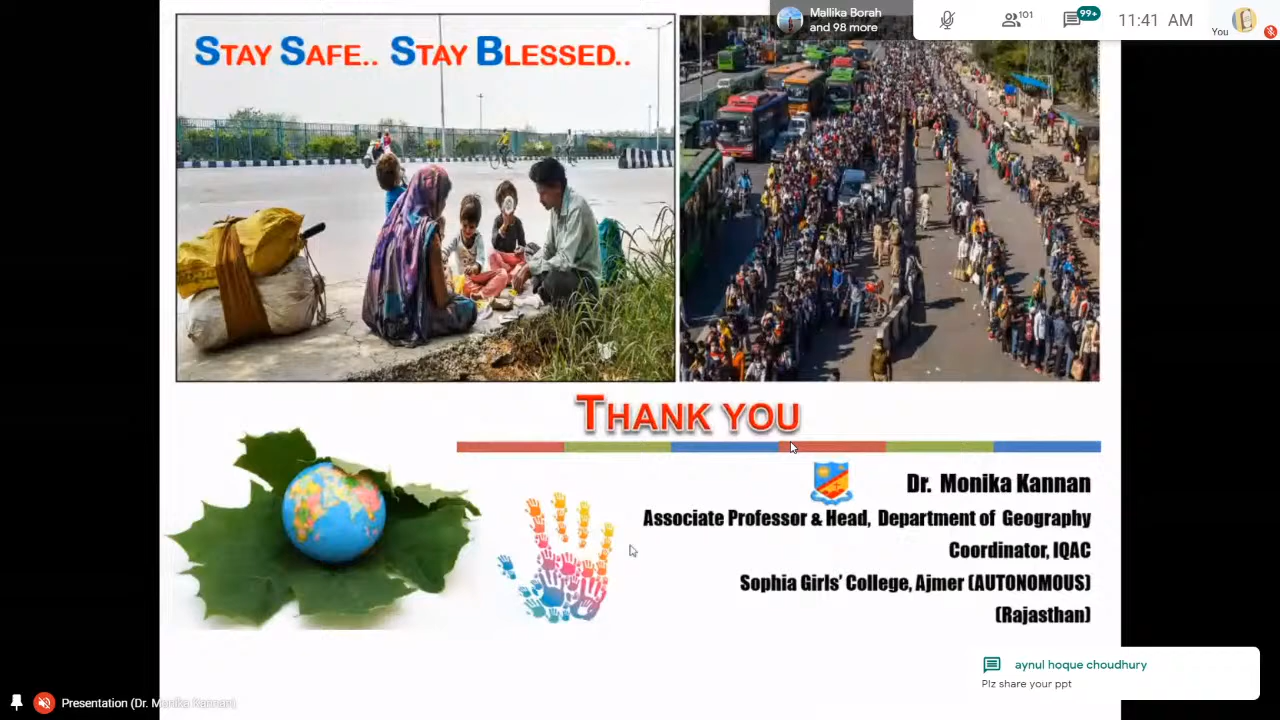 Mallika Borah
and 98 more
101
99+
11:41 AM
You
STAY SAFE.. STAY BLESSED..
THANK YOU
Dr. Monika Kannan
Associate Professor & Head, Department of Geography
Coordinator, IQAC
Sophia Girls' College, Ajmer (AUTONOMOUS)
(Rajasthan)
aynul hoque choudhury
Plz share your ppt
Presentation (Dr. Monika Kannan)